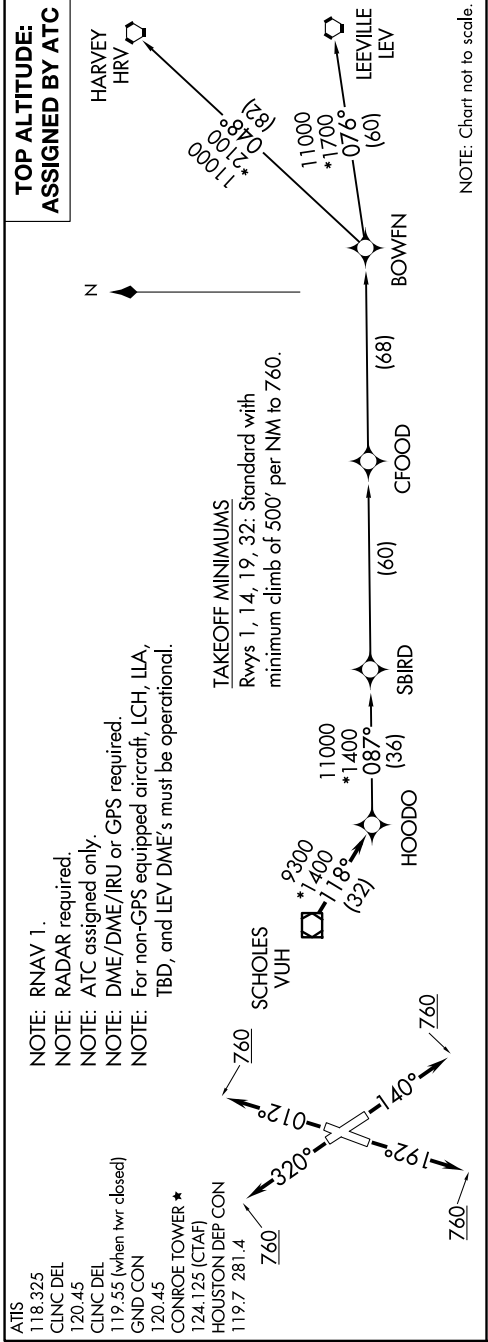 TOP ALTITUDE:
ASSIGNED BY ATC
ATIS
118.325
CLNC DEL
120.45
CLNC DEL
119.55 (when twr closed)
GND CON
120.45
CONROE TOWER ★
124.125 (CTAF)
HOUSTON DEP CON
119.7 281.4
NOTE: RNAV 1.
NOTE: RADAR required.
NOTE: ATC assigned only.
NOTE: DME/DME/IRU or GPS required.
NOTE: For non-GPS equipped aircraft, LCH, LLA,
TBD, and LEV DME's must be operational.
TAKEOFF MINIMUMS
Rwys 1, 14, 19, 32: Standard with
minimum climb of 500' per NM to 760.
N
760
320°
012°
760
192°
760
140°
760
SCHOLES
VUH
9300
*1400
118°
(32)
HOODO
11000
*1400
087°
(36)
SBIRD
(60)
CFOOD
(68)
BOWFN
11000
*2100
048°
(82)
HARVEY
HRV
11000
*1700
076°
(60)
LEEVILLE
LEV
NOTE: Chart not to scale.